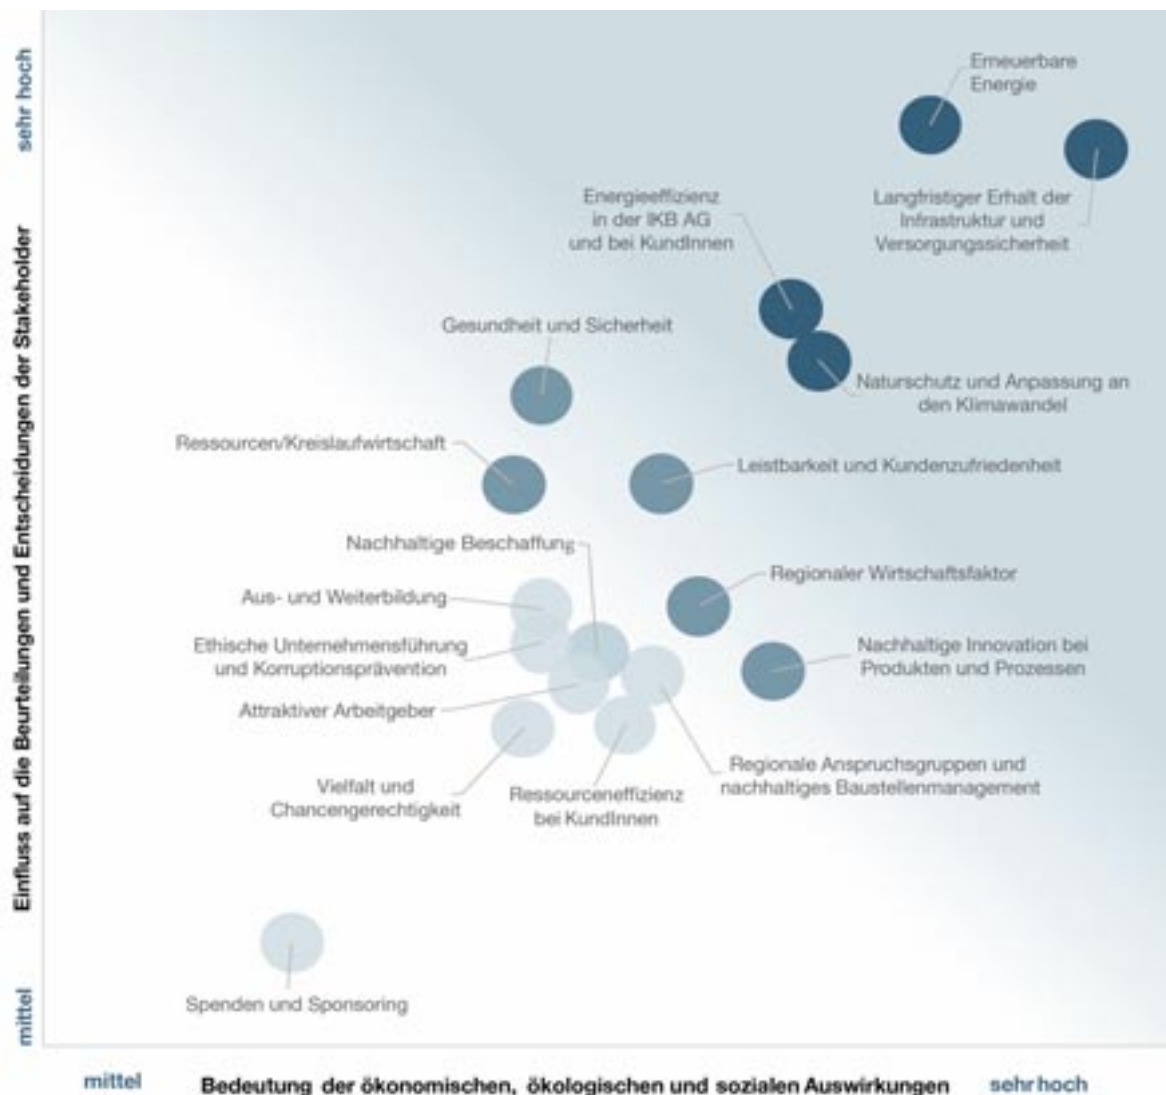 sehr hoch
Einfluss auf die Beurteilungen und Entscheidungen der Stakeholder
mittel
Erneuerbare
Energie
Langfristiger Erhalt der
Infrastruktur und
Versorgungssicherheit
Energieeffizienz
in der IKB AG
und bei KundInnen
Gesundheit und Sicherheit
Naturschutz und Anpassung an
den Klimawandel
Ressourcen/Kreislaufwirtschaft
Leistbarkeit und Kundenzufriedenheit
Nachhaltige Beschaffung
Regionaler Wirtschaftsfaktor
Aus- und Weiterbildung
Ethische Unternehmensführung
und Korruptionsprävention
Nachhaltige Innovation bei
Produkten und Prozessen
Attraktiver Arbeitgeber
Regionale Anspruchsgruppen und
nachhaltiges Baustellenmanagement
Vielfalt und
Chancengerechtigkeit
Ressourceneffizienz
bei KundInnen
Spenden und Sponsoring
mittel
Bedeutung der ökonomischen, ökologischen und sozialen Auswirkungen
sehr hoch